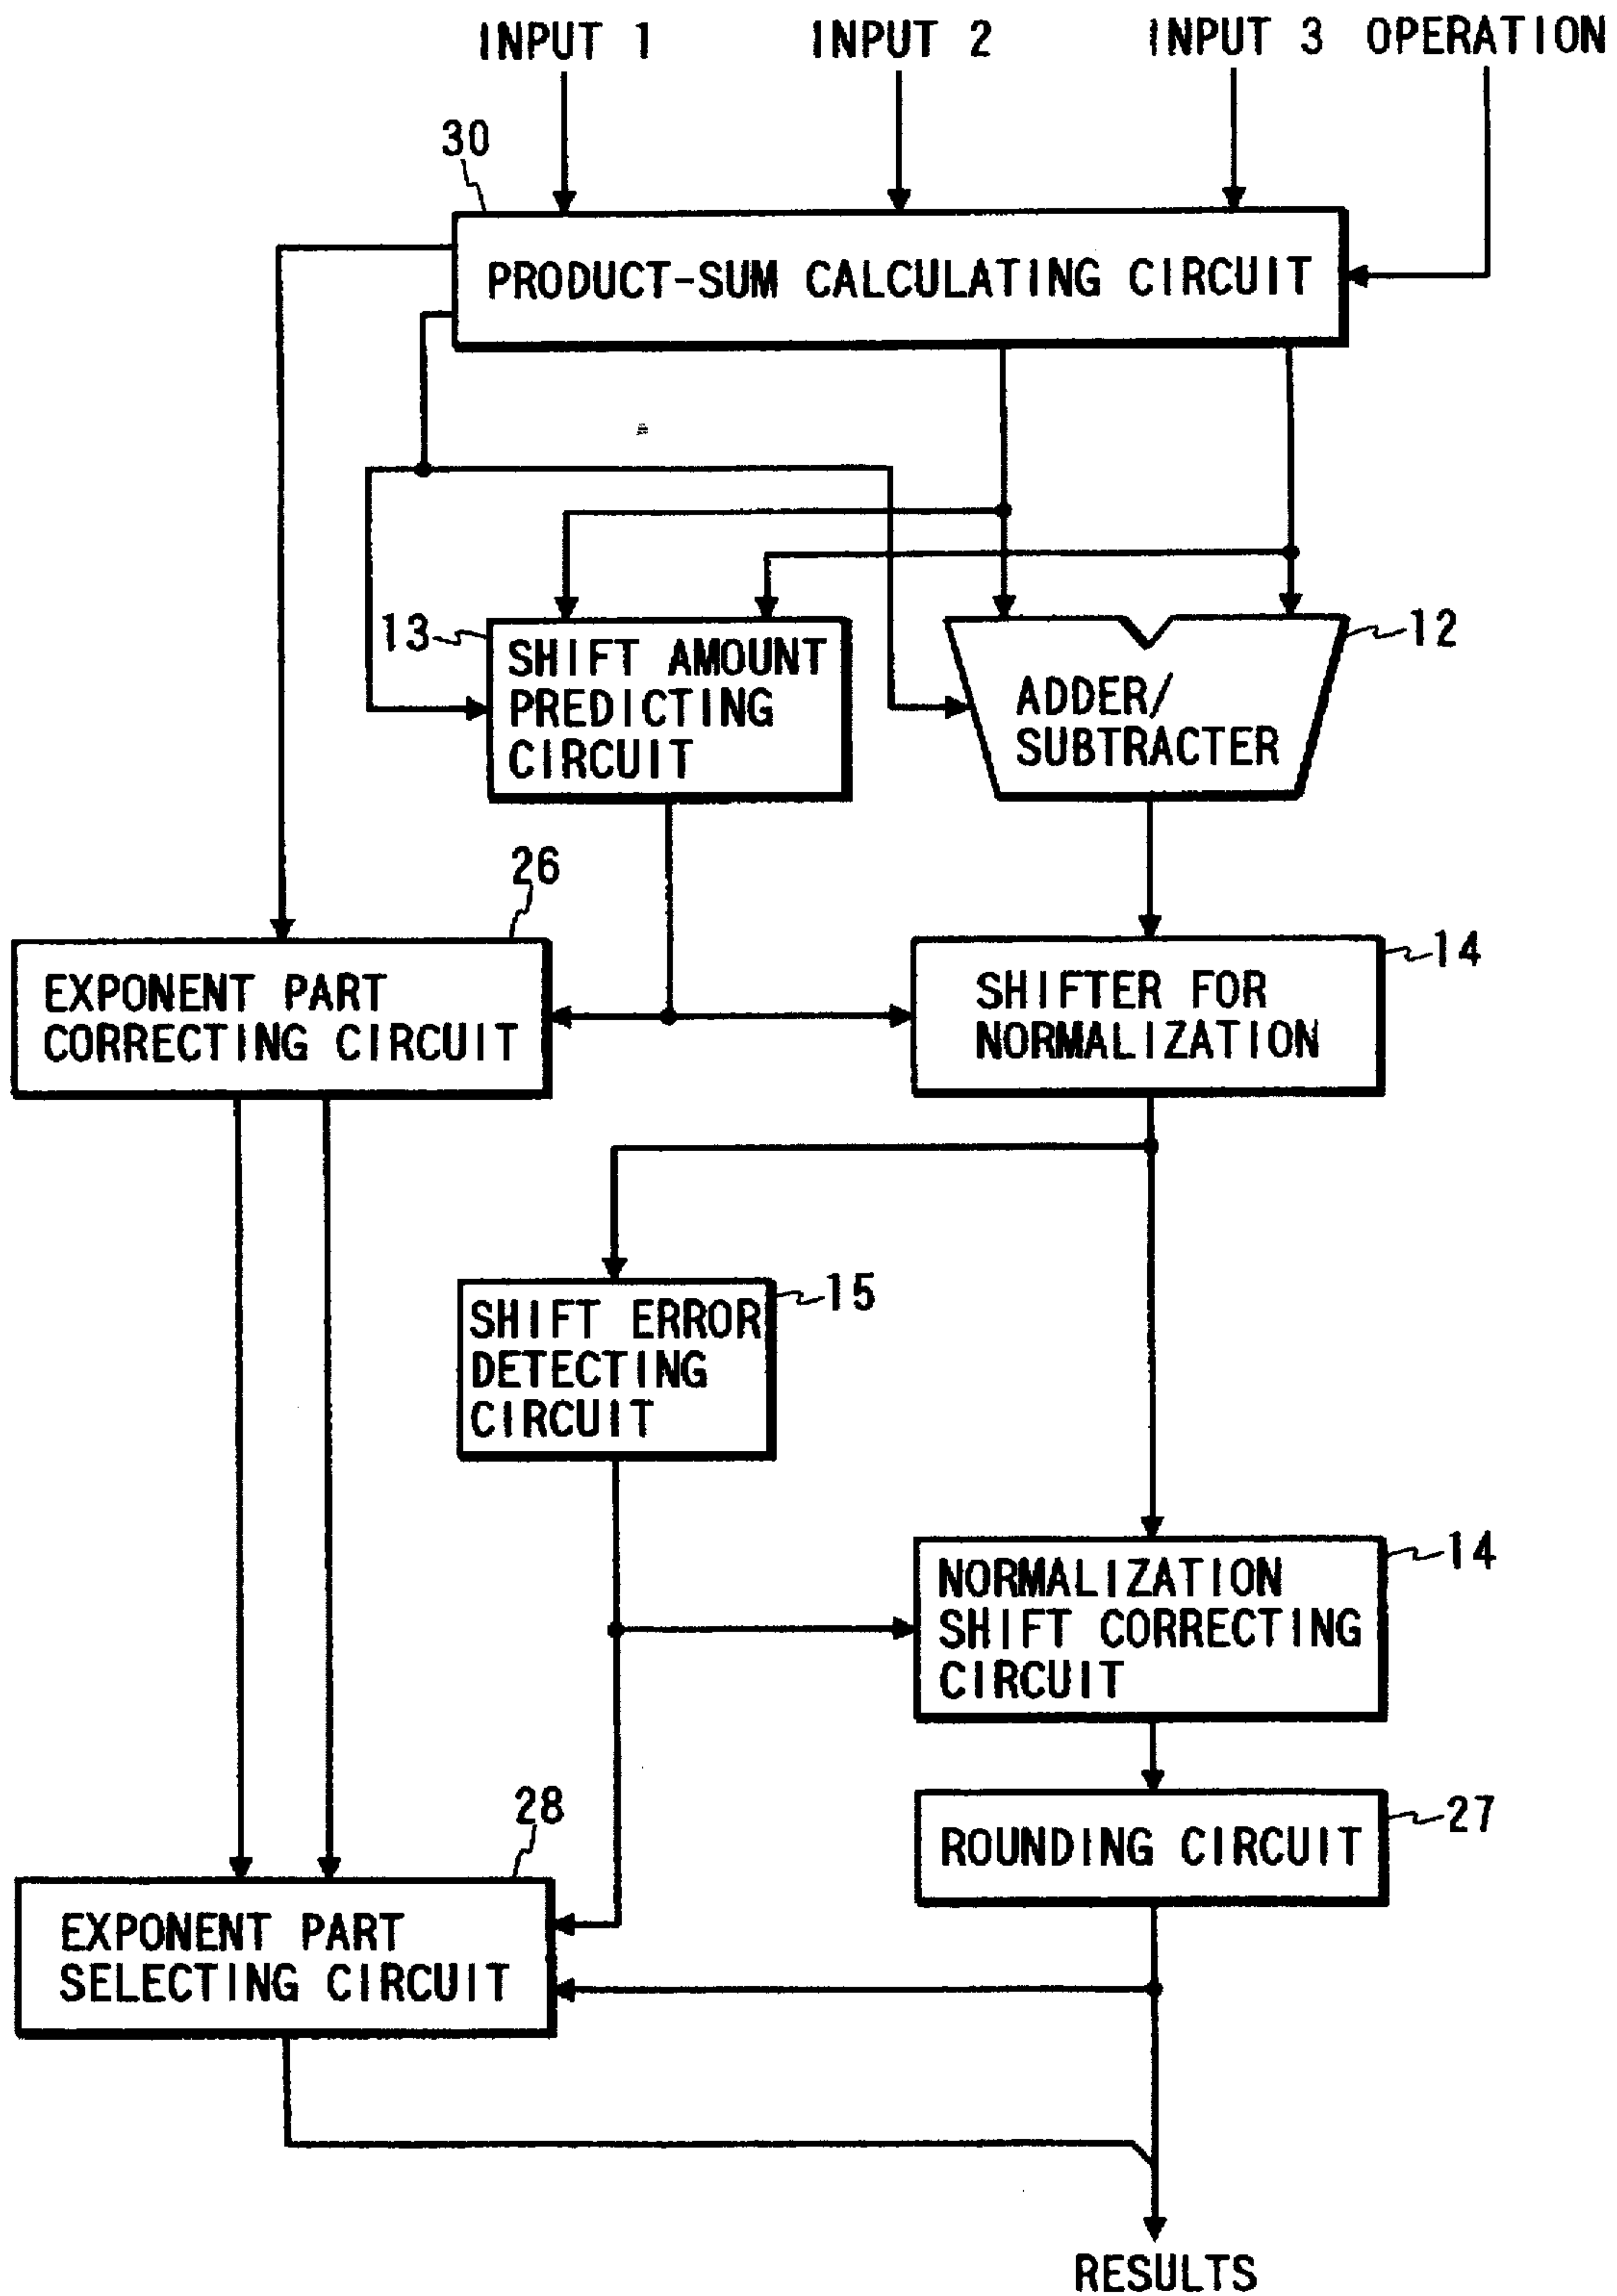 INPUT 1
INPUT 2
INPUT 3
OPERATION
30
PRODUCT-SUM CALCULATING CIRCUIT
13
SHIFT AMOUNT
PREDICTING
CIRCUIT
12
ADDER/
SUBTRACTER
26
EXPONENT PART
CORRECTING CIRCUIT
14
SHIFTER FOR
NORMALIZATION
15
SHIFT ERROR
DETECTING
CIRCUIT
14
NORMALIZATION
SHIFT CORRECTING
CIRCUIT
28
EXPONENT PART
SELECTING CIRCUIT
27
ROUNDING CIRCUIT
RESULTS